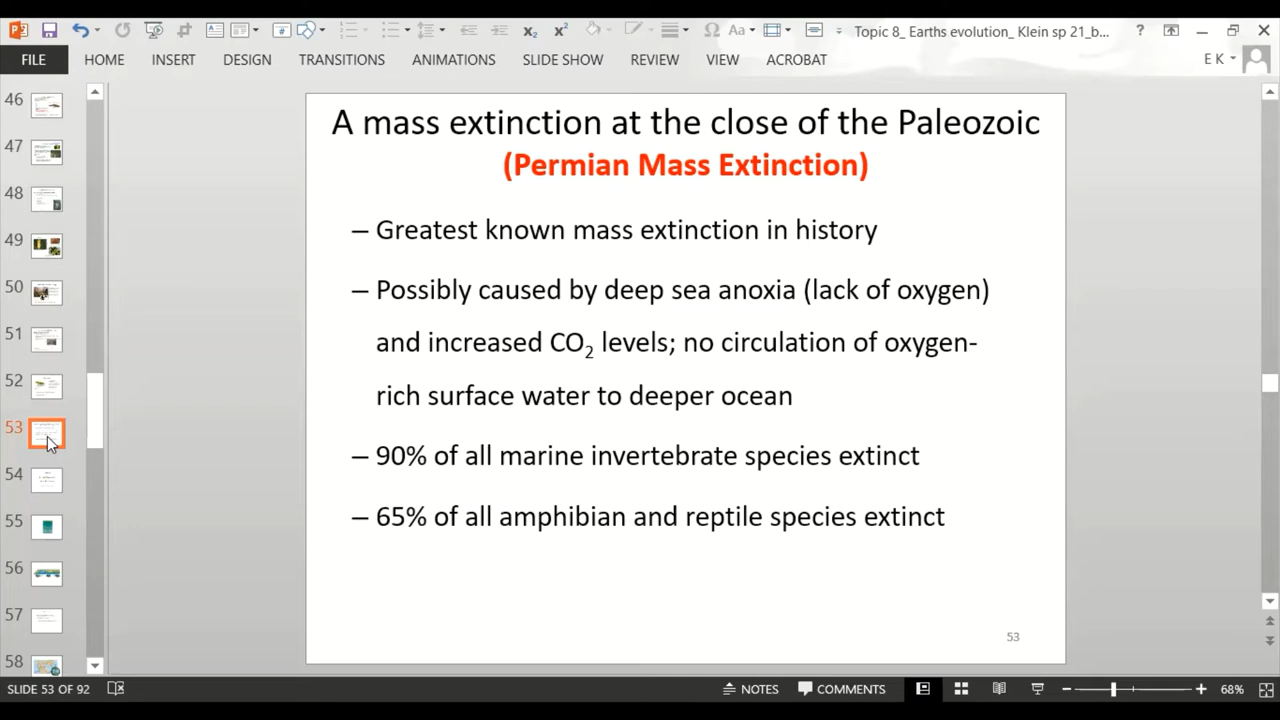 Topic 8_ Earths evolution_ Klein sp 21_b...
FILE HOME INSERT DESIGN TRANSITIONS ANIMATIONS SLIDE SHOW REVIEW VIEW ACROBAT E K
46
47
48
49
50
51
52
53
54
55
56
57
58
A mass extinction at the close of the Paleozoic
(Permian Mass Extinction)
– Greatest known mass extinction in history
– Possibly caused by deep sea anoxia (lack of oxygen)
and increased CO₂ levels; no circulation of oxygen-
rich surface water to deeper ocean
– 90% of all marine invertebrate species extinct
– 65% of all amphibian and reptile species extinct
53
SLIDE 53 OF 92 NOTES COMMENTS 68%